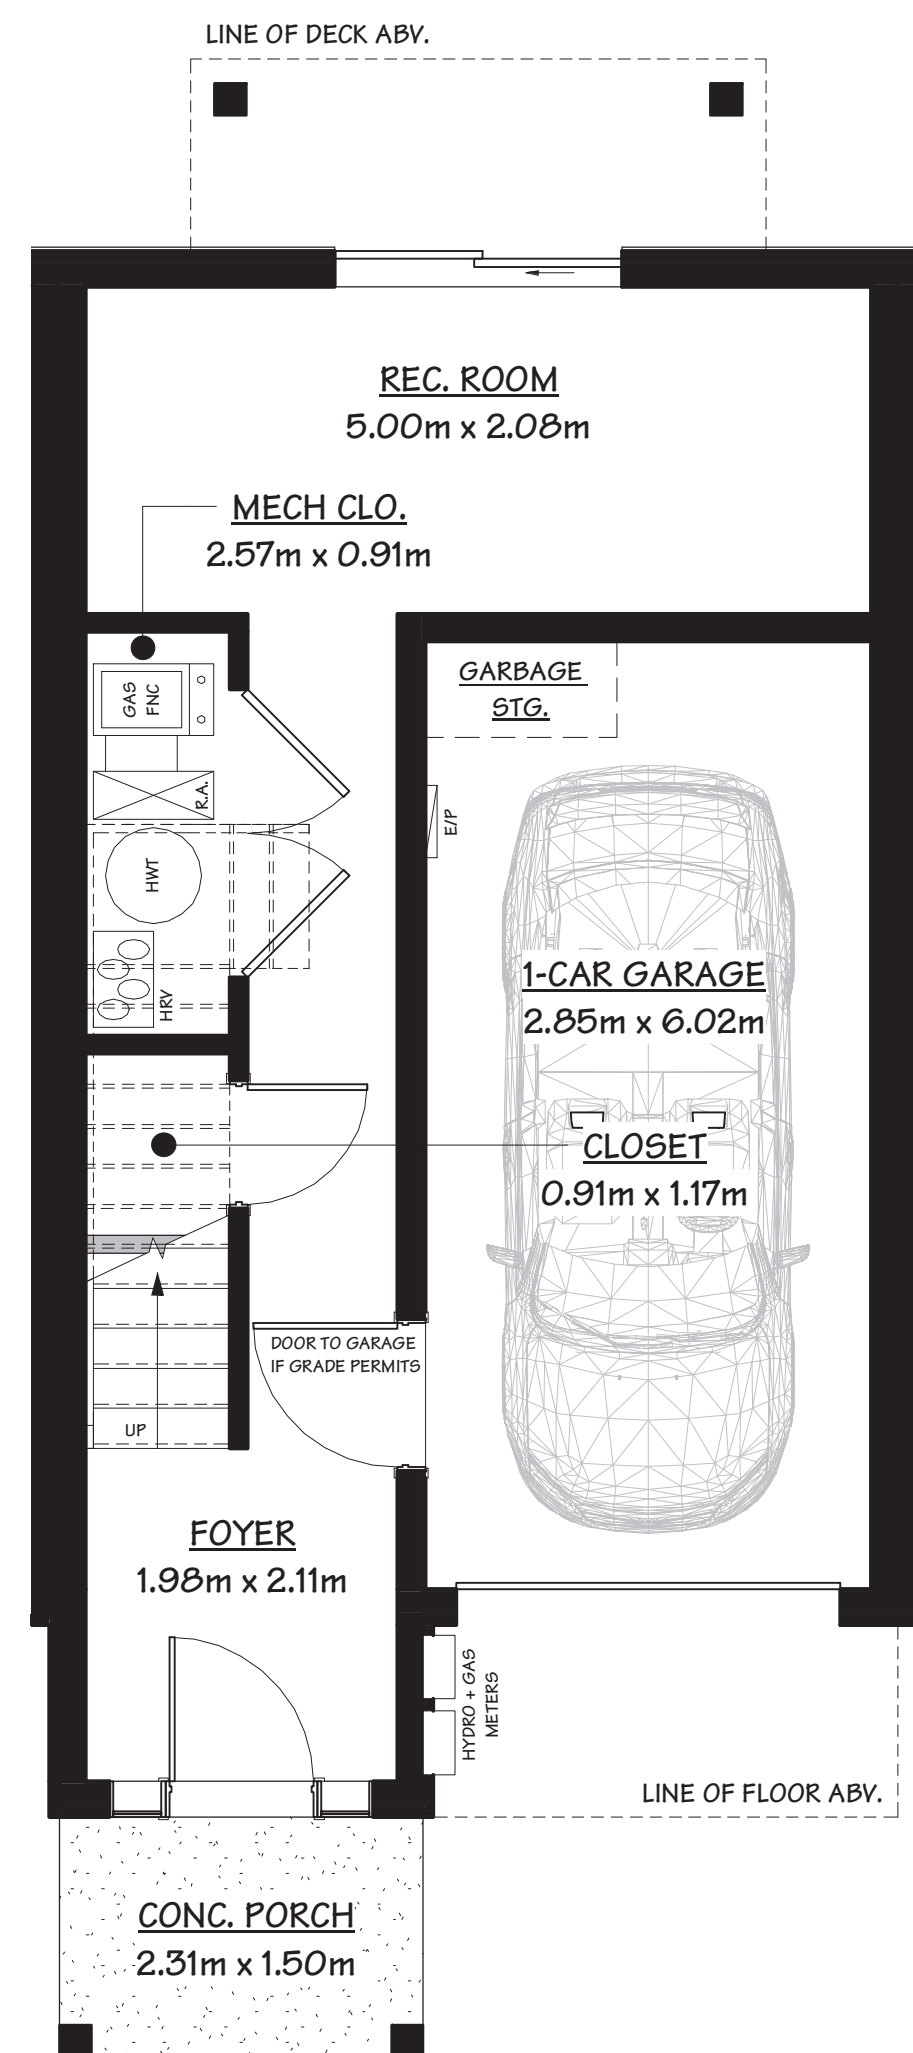 LINE OF DECK ABV.
REC. ROOM
5.00m x 2.08m
MECH CLO.
2.57m x 0.91m
GARBAGE
STG.
GAS
FNC
R.A.
E/P
HWT
1-CAR GARAGE
2.85m x 6.02m
HRV
CLOSET
0.91m x 1.17m
DOOR TO GARAGE
IF GRADE PERMITS
UP
FOYER
1.98m x 2.11m
HYDRO + GAS
METERS
LINE OF FLOOR ABV.
CONC. PORCH
2.31m x 1.50m